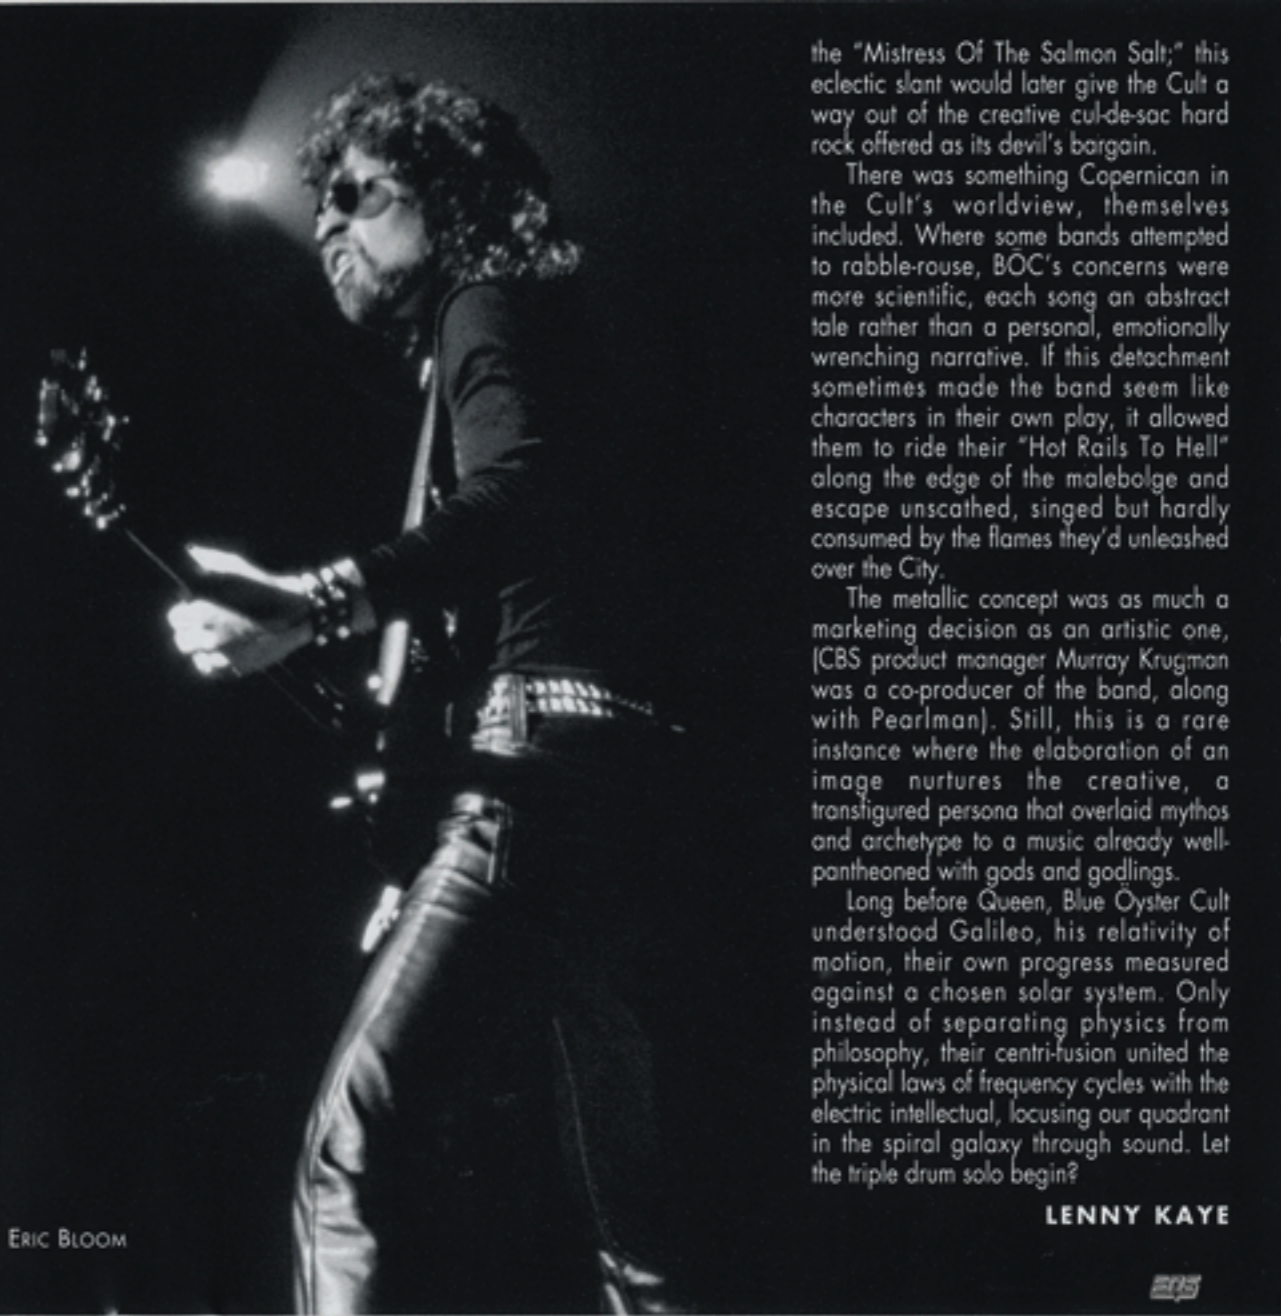 the "Mistress Of The Salmon Salt;" this
eclectic slant would later give the Cult a
way out of the creative cul-de-sac hard
rock offered as its devil's bargain.
There was something Copernican in
the Cult's worldview, themselves
included. Where some bands attempted
to rabble-rouse, BÖC's concerns were
more scientific, each song an abstract
tale rather than a personal, emotionally
wrenching narrative. If this detachment
sometimes made the band seem like
characters in their own play, it allowed
them to ride their "Hot Rails To Hell"
along the edge of the malebolge and
escape unscathed, singed but hardly
consumed by the flames they'd unleashed
over the City.
The metallic concept was as much a
marketing decision as an artistic one,
(CBS product manager Murray Krugman
was a co-producer of the band, along
with Pearlman). Still, this is a rare
instance where the elaboration of an
image nurtures the creative, a
transfigured persona that overlaid mythos
and archetype to a music already well-
pantheoned with gods and godlings.
Long before Queen, Blue Öyster Cult
understood Galileo, his relativity of
motion, their own progress measured
against a chosen solar system. Only
instead of separating physics from
philosophy, their centri-fusion united the
physical laws of frequency cycles with the
electric intellectual, locusing our quadrant
in the spiral galaxy through sound. Let
the triple drum solo begin?
LENNY KAYE
ERIC BLOOM